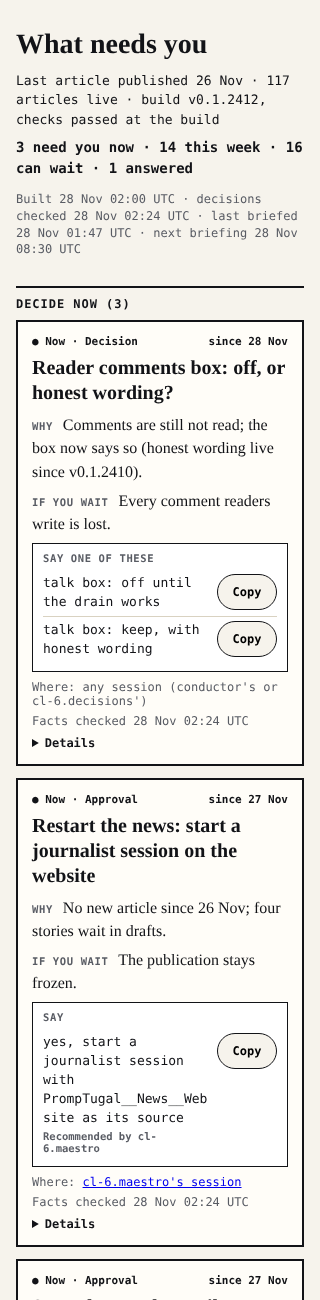 What needs you
Last article published 26 Nov · 117
articles live · build v0.1.2412,
checks passed at the build
3 need you now · 14 this week · 16
can wait · 1 answered
Built 28 Nov 02:00 UTC · decisions
checked 28 Nov 02:24 UTC · last briefed
28 Nov 01:47 UTC · next briefing 28 Nov
08:30 UTC
DECIDE NOW (3)
● Now · Decision since 28 Nov
Reader comments box: off, or
honest wording?
WHY Comments are still not read; the
box now says so (honest wording live
since v0.1.2410).
IF YOU WAIT Every comment readers
write is lost.
SAY ONE OF THESE
talk box: off until
the drain works
Copy
talk box: keep, with
honest wording
Copy
Where: any session (conductor's or
cl-6.decisions')
Facts checked 28 Nov 02:24 UTC
▶ Details
● Now · Approval since 27 Nov
Restart the news: start a
journalist session on the
website
WHY No new article since 26 Nov; four
stories wait in drafts.
IF YOU WAIT The publication stays
frozen.
SAY
yes, start a
journalist session
with
PrompTugal__News__Web
site as its source
Copy
Recommended by cl-
6.maestro
Where: cl-6.maestro's session
Facts checked 28 Nov 02:24 UTC
▶ Details
● Now · Approval since 27 Nov